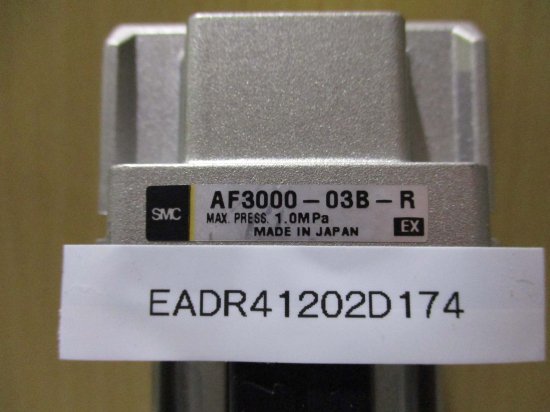 SMC
AF3000-03B-R
MAX. PRESS. 1.0MPa
MADE IN JAPAN
EX
EADR41202D174